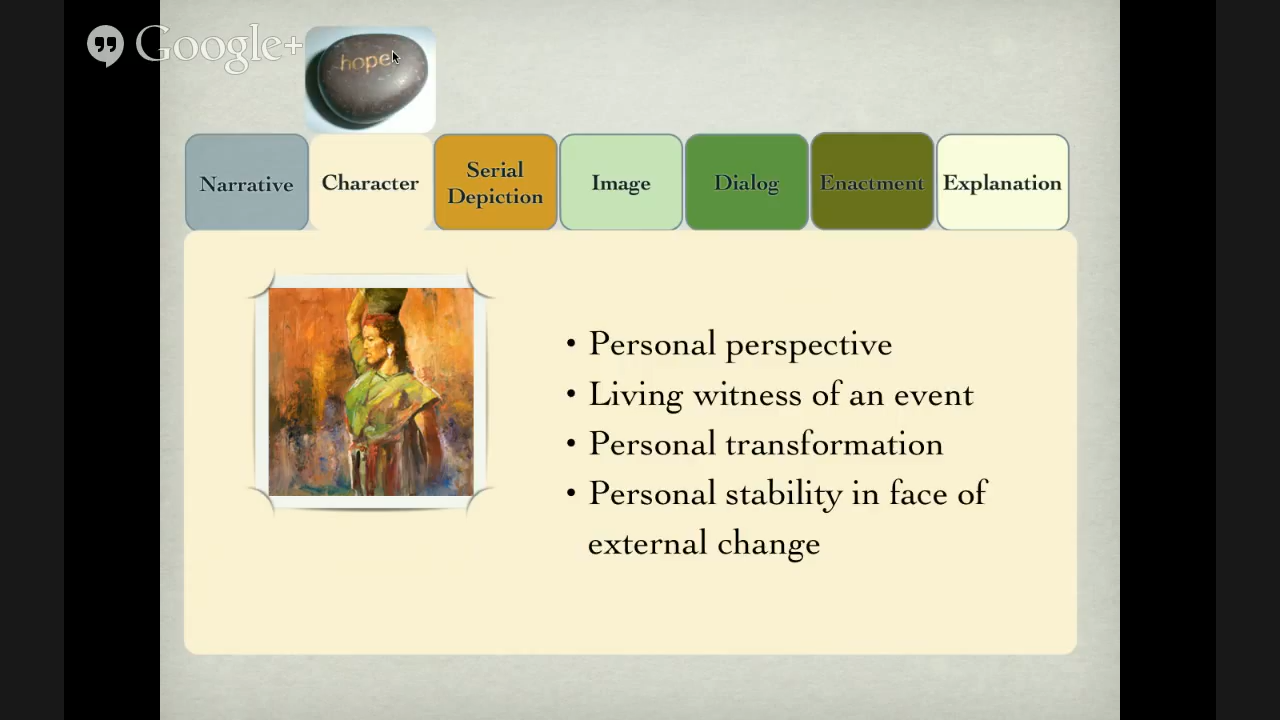 Google+
hope
Narrative
Character
Serial
Depiction
Image
Dialog
Enactment
Explanation
• Personal perspective
• Living witness of an event
• Personal transformation
• Personal stability in face of
external change